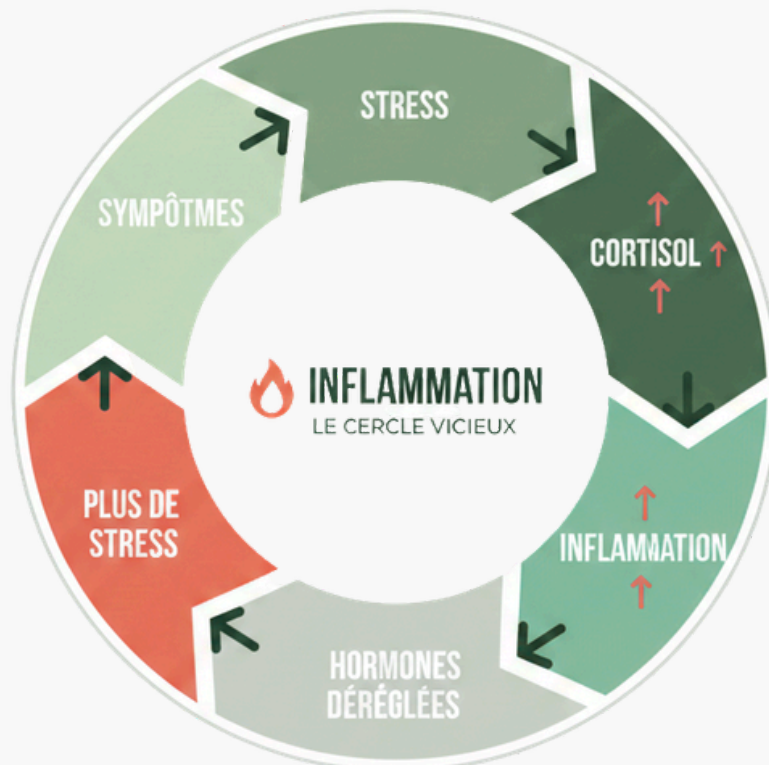 STRESS
CORTISOL
INFLAMMATION
HORMONES
DÉRÉGLÉES
PLUS DE
STRESS
SYMPÔTMES
INFLAMMATION
LE CERCLE VICIEUX